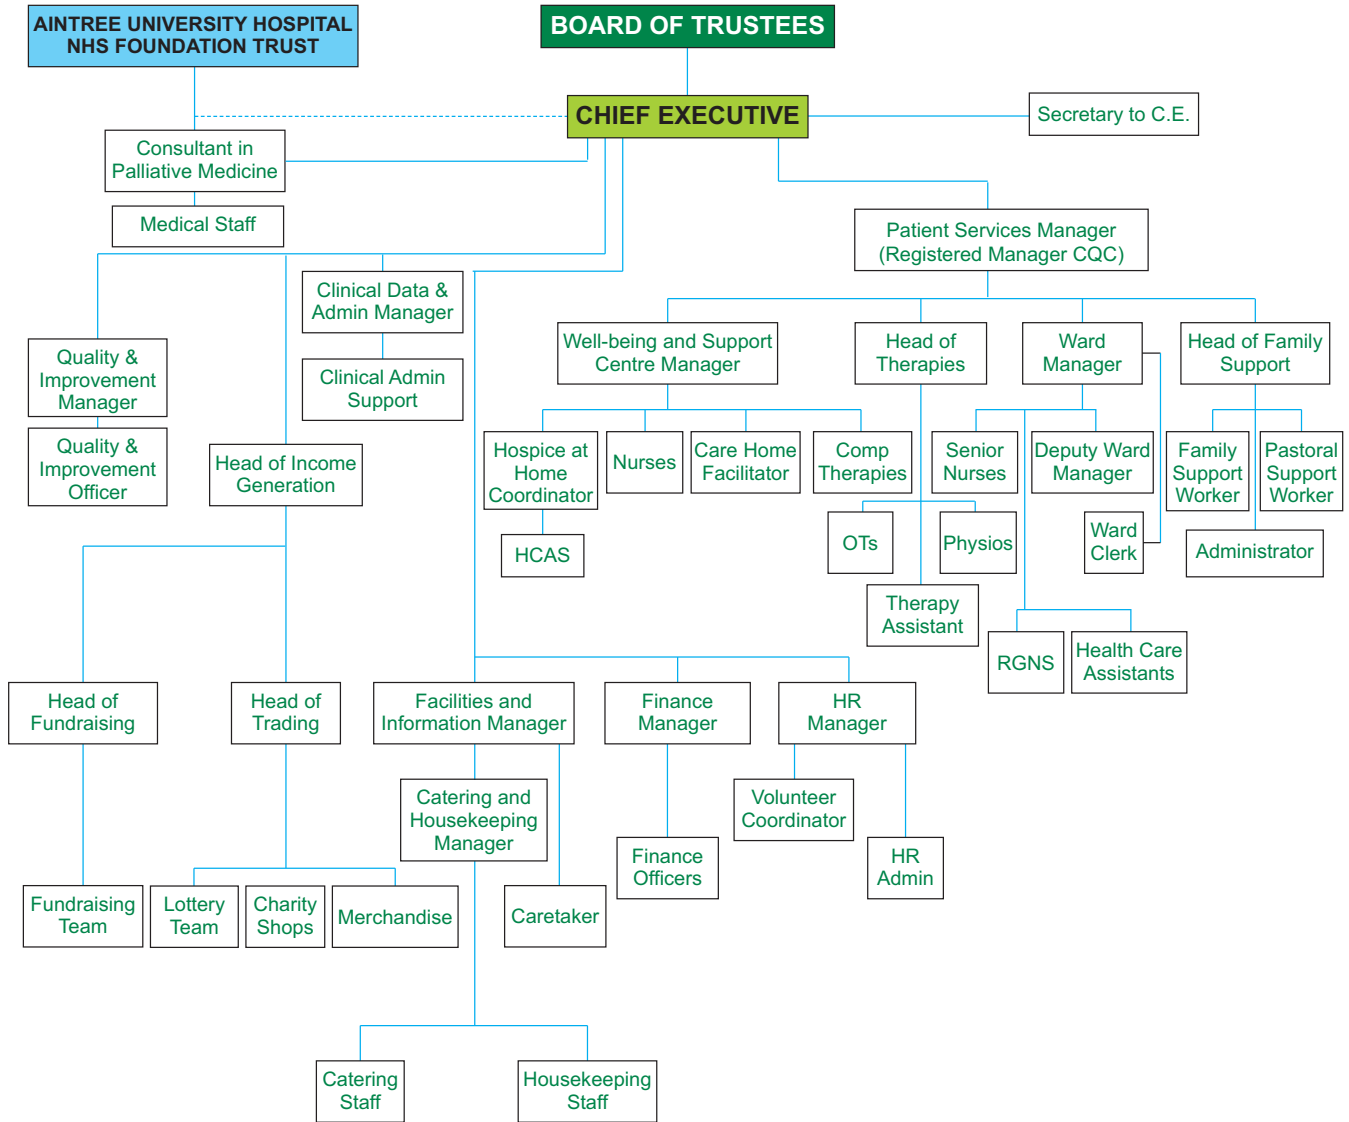 AINTREE UNIVERSITY HOSPITAL
NHS FOUNDATION TRUST
BOARD OF TRUSTEES
CHIEF EXECUTIVE
Secretary to C.E.
Consultant in
Palliative Medicine
Medical Staff
Patient Services Manager
(Registered Manager CQC)
Clinical Data &
Admin Manager
Clinical Admin
Support
Quality &
Improvement
Manager
Quality &
Improvement
Officer
Head of Income
Generation
Well-being and Support
Centre Manager
Head of
Therapies
Ward
Manager
Head of Family
Support
Hospice at
Home
Coordinator
Nurses
Care Home
Facilitator
Comp
Therapies
Senior
Nurses
Deputy Ward
Manager
Family
Support
Worker
Pastoral
Support
Worker
HCAS
OTs
Physios
Ward
Clerk
Administrator
Therapy
Assistant
RGNS
Health Care
Assistants
Head of
Fundraising
Head of
Trading
Facilities and
Information Manager
Finance
Manager
HR
Manager
Catering and
Housekeeping
Manager
Volunteer
Coordinator
Finance
Officers
HR
Admin
Fundraising
Team
Lottery
Team
Charity
Shops
Merchandise
Caretaker
Catering
Staff
Housekeeping
Staff